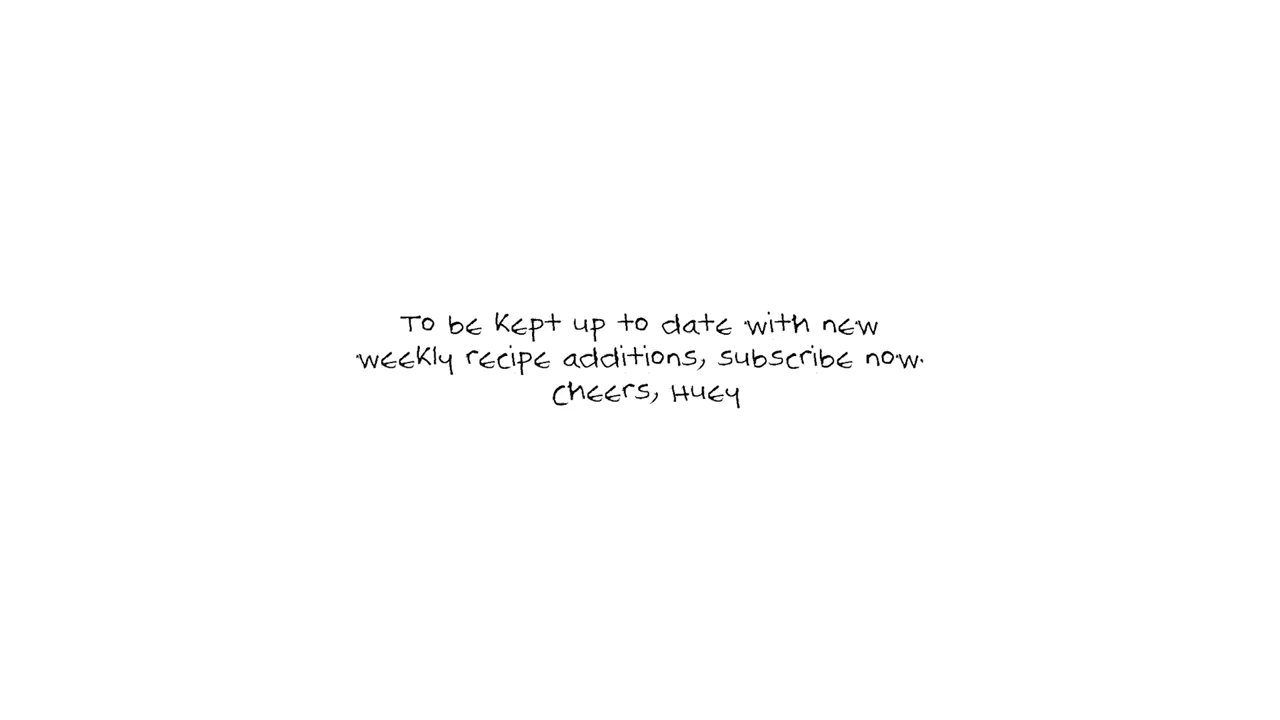 To be kept up to date with new
weekly recipe additions, subscribe now.
Cheers, Huey